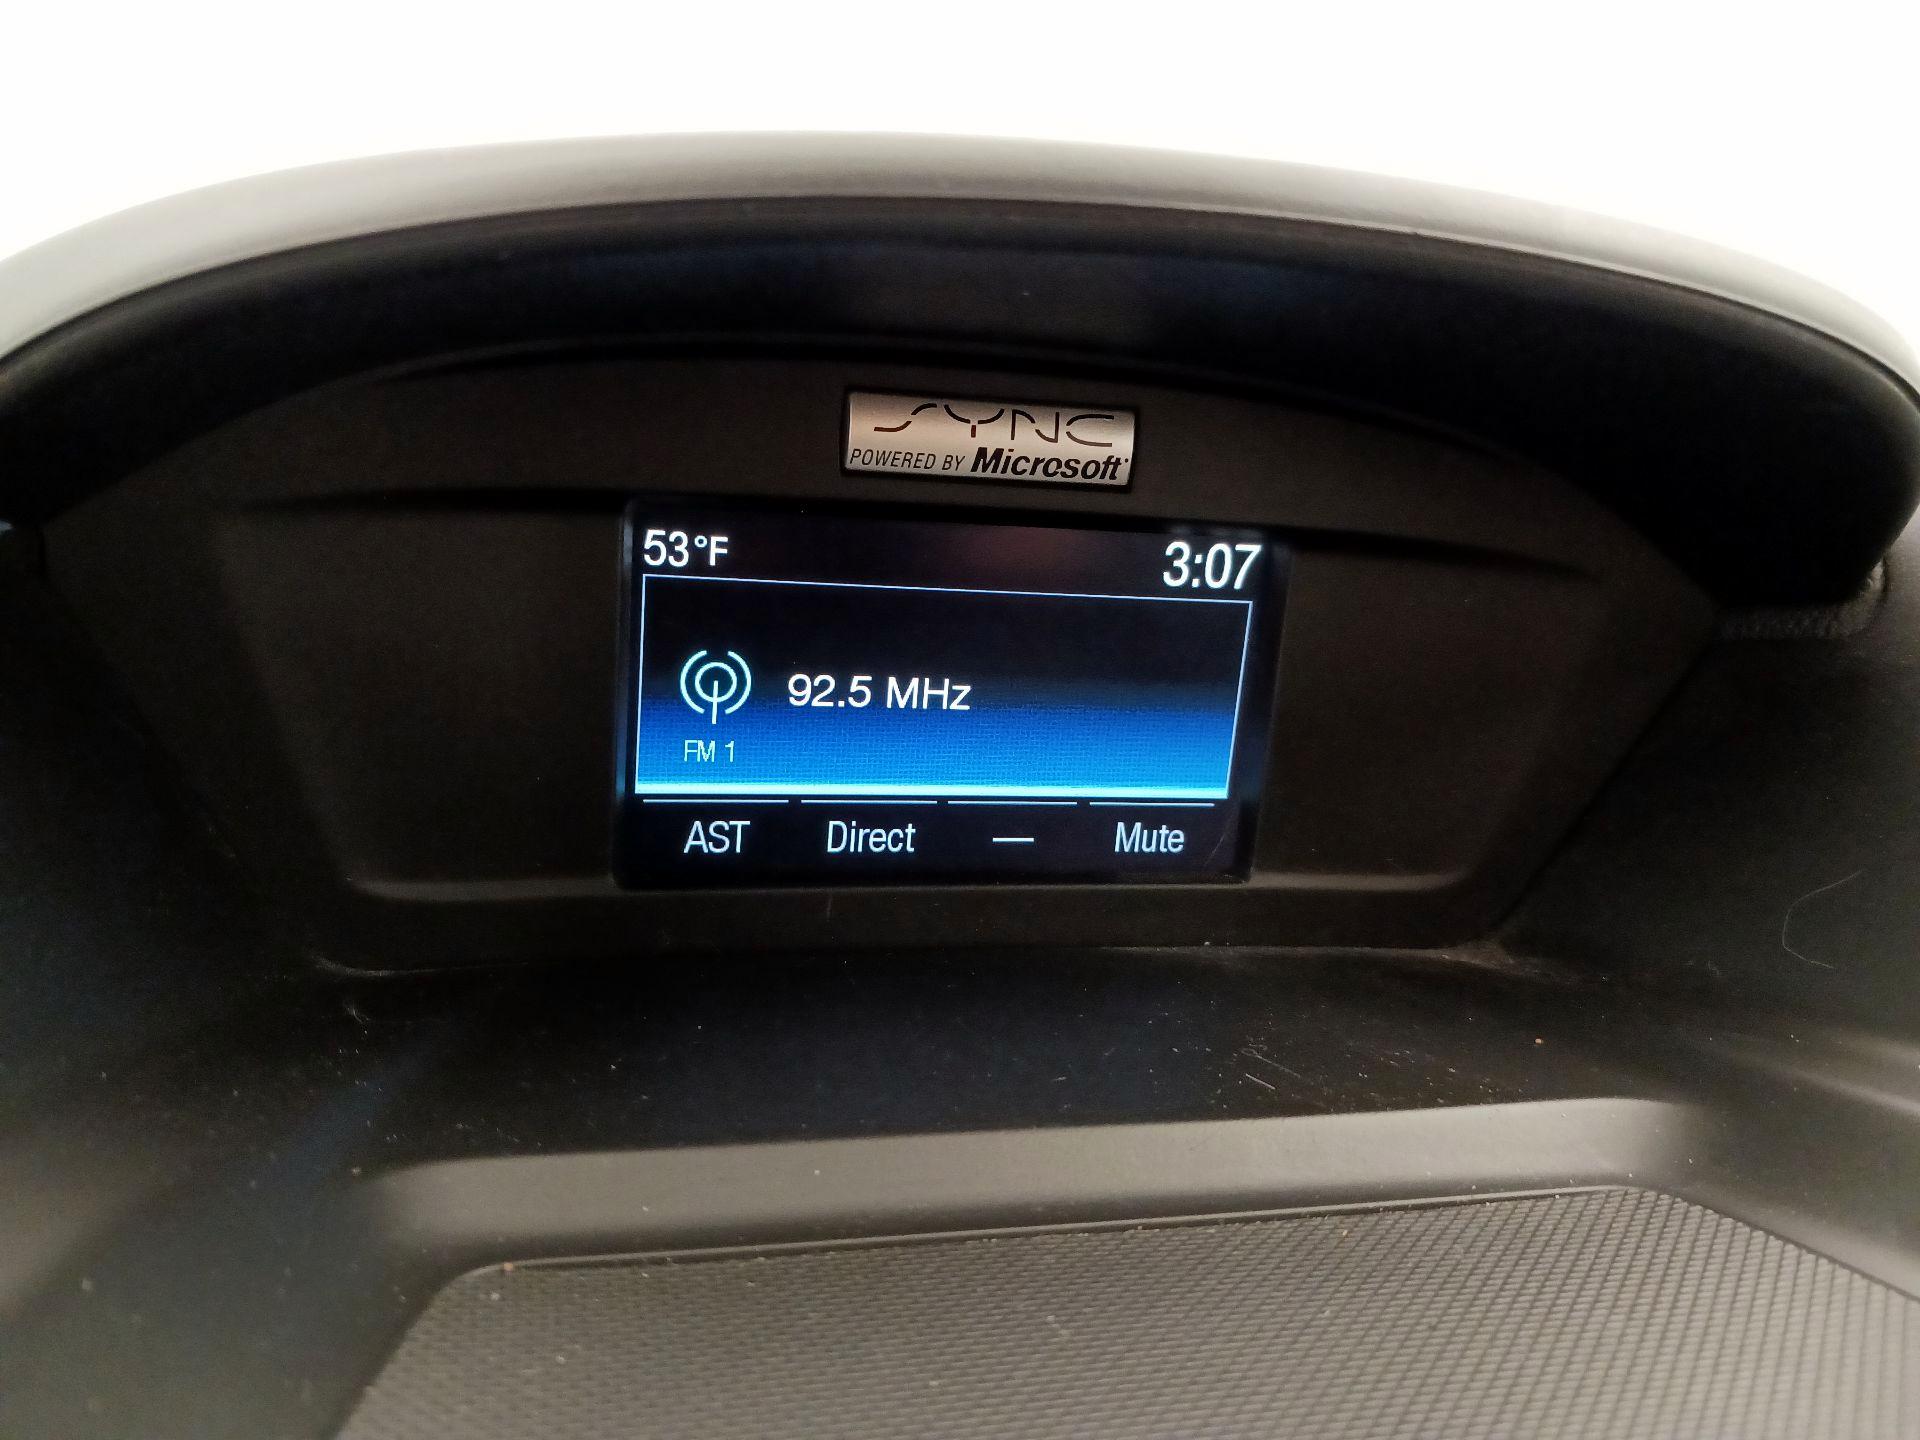 SYNC
POWERED BY Microsoft
53°F 3:07
92.5 MHz
FM 1
AST Direct — Mute